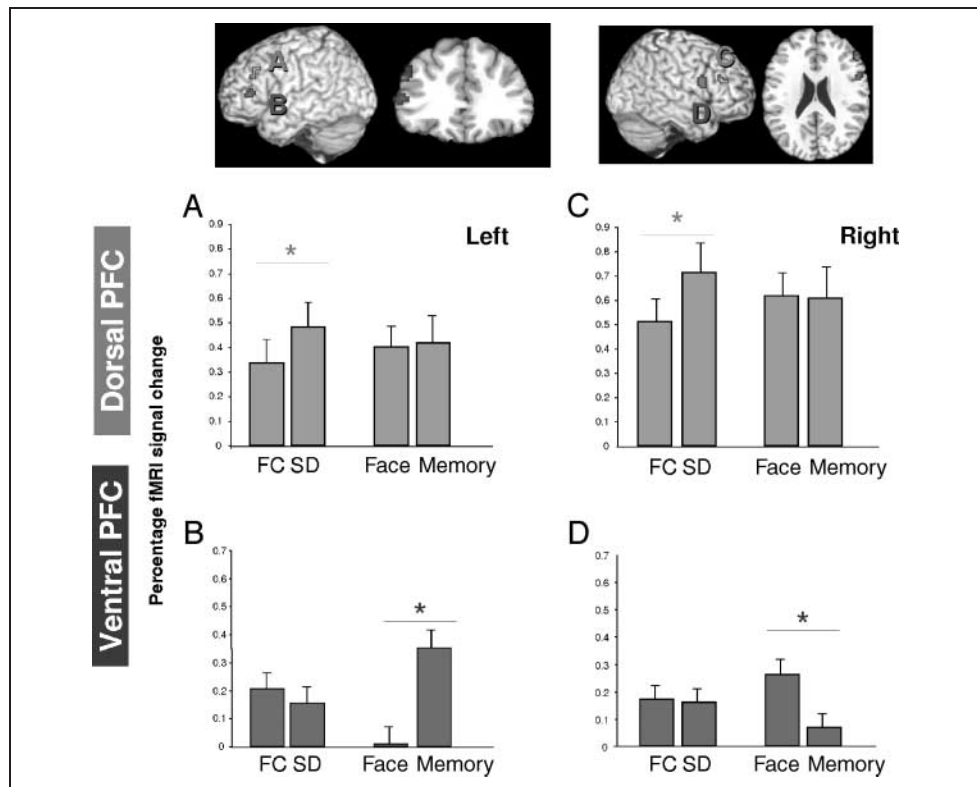 A
B
C
D
Dorsal PFC
Ventral PFC
Percentage fMRI signal change
A
Left
0.9
0.8
0.7
0.6
0.5
0.4
0.3
0.2
0.1
0
*
FC SD
Face Memory
C
Right
0.9
0.8
0.7
0.6
0.5
0.4
0.3
0.2
0.1
0
*
FC SD
Face Memory
B
0.7
0.6
0.5
0.4
0.3
0.2
0.1
0
*
FC SD
Face Memory
D
0.7
0.6
0.5
0.4
0.3
0.2
0.1
0
*
FC SD
Face Memory